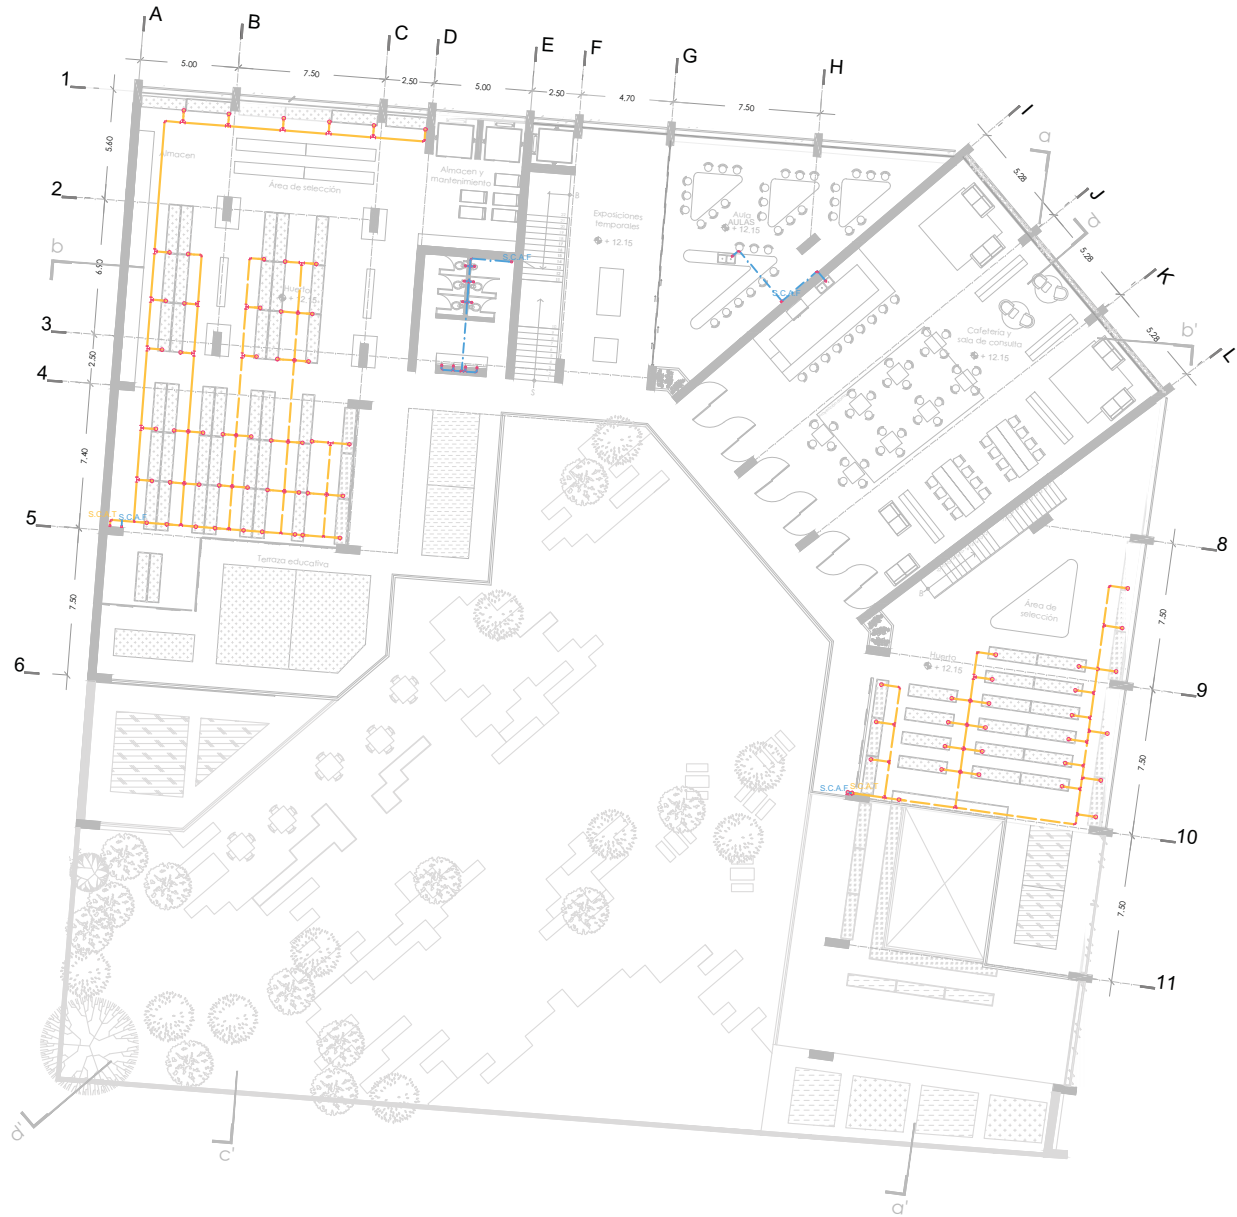 A
B
C
D
E
F
G
H
I
J
K
L
1
2
3
4
5
6
8
9
10
11
5.00
7.50
2.50
5.00
2.50
4.70
7.50
5.60
6.90
2.50
7.40
7.50
5.28
5.28
5.28
7.50
7.50
7.50
a
d
b
b'
d''
c'
a'
Almacen
Área de selección
Almacen y
mantenimiento
Exposiciones
temporales
+ 12.15
Aula
AULAS
+ 12.15
Huerto
+ 12.15
Cafetería y
sala de consulta
+ 12.15
Terraza educativa
Área de
selección
Huerto
+ 12.15
S.C.A.F.
S.C.A.F.
S.C.A.F.
S.C.A.F.
B
S
B